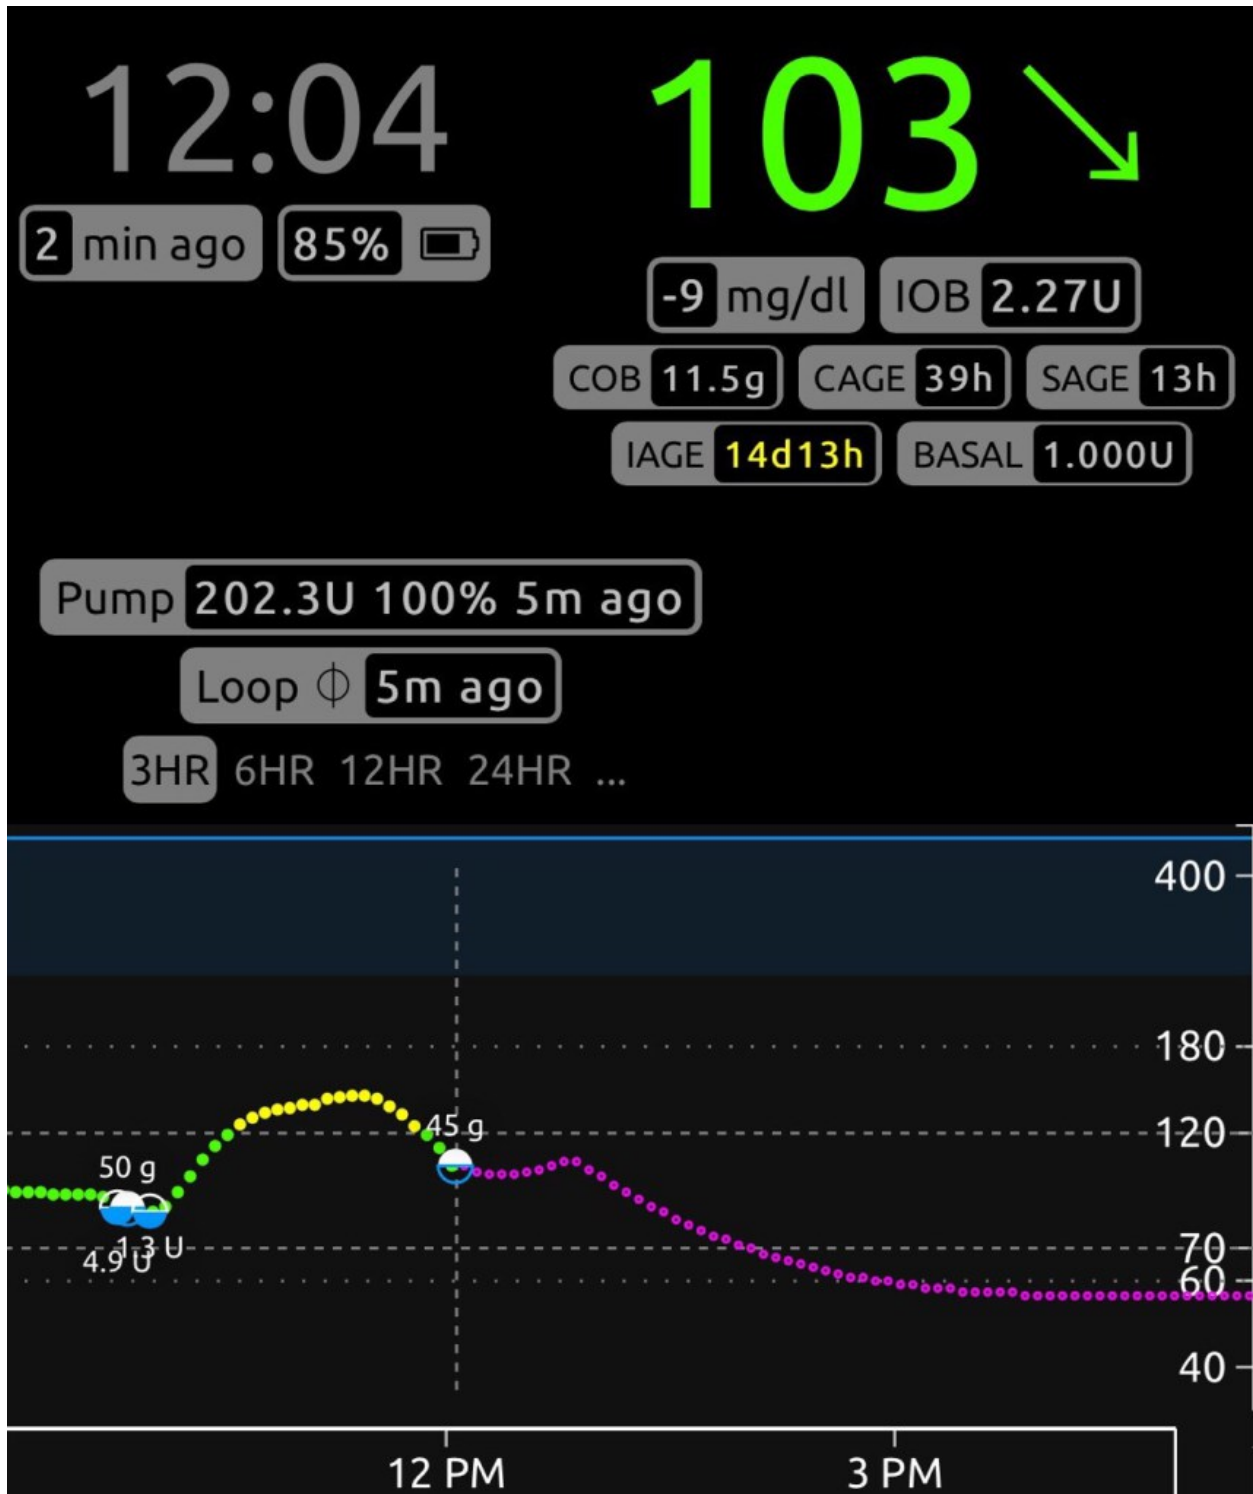 12:04
103
2 min ago 85%
-9 mg/dl IOB 2.27U
COB 11.5g CAGE 39h SAGE 13h
IAGE 14d13h BASAL 1.000U
Pump 202.3U 100% 5m ago
Loop 5m ago
3HR 6HR 12HR 24HR ...
400
180
45 g
120
50 g
1.3 U
4.9 U
70
60
40
12 PM 3 PM